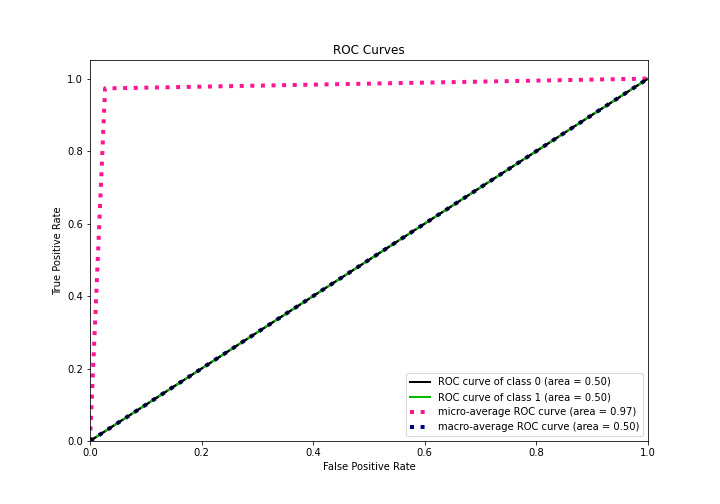 ROC Curves
True Positive Rate
1.0
0.8
0.6
0.4
0.2
0.0
0.0 0.2 0.4 0.6 0.8 1.0
False Positive Rate
ROC curve of class 0 (area = 0.50)
ROC curve of class 1 (area = 0.50)
micro-average ROC curve (area = 0.97)
macro-average ROC curve (area = 0.50)